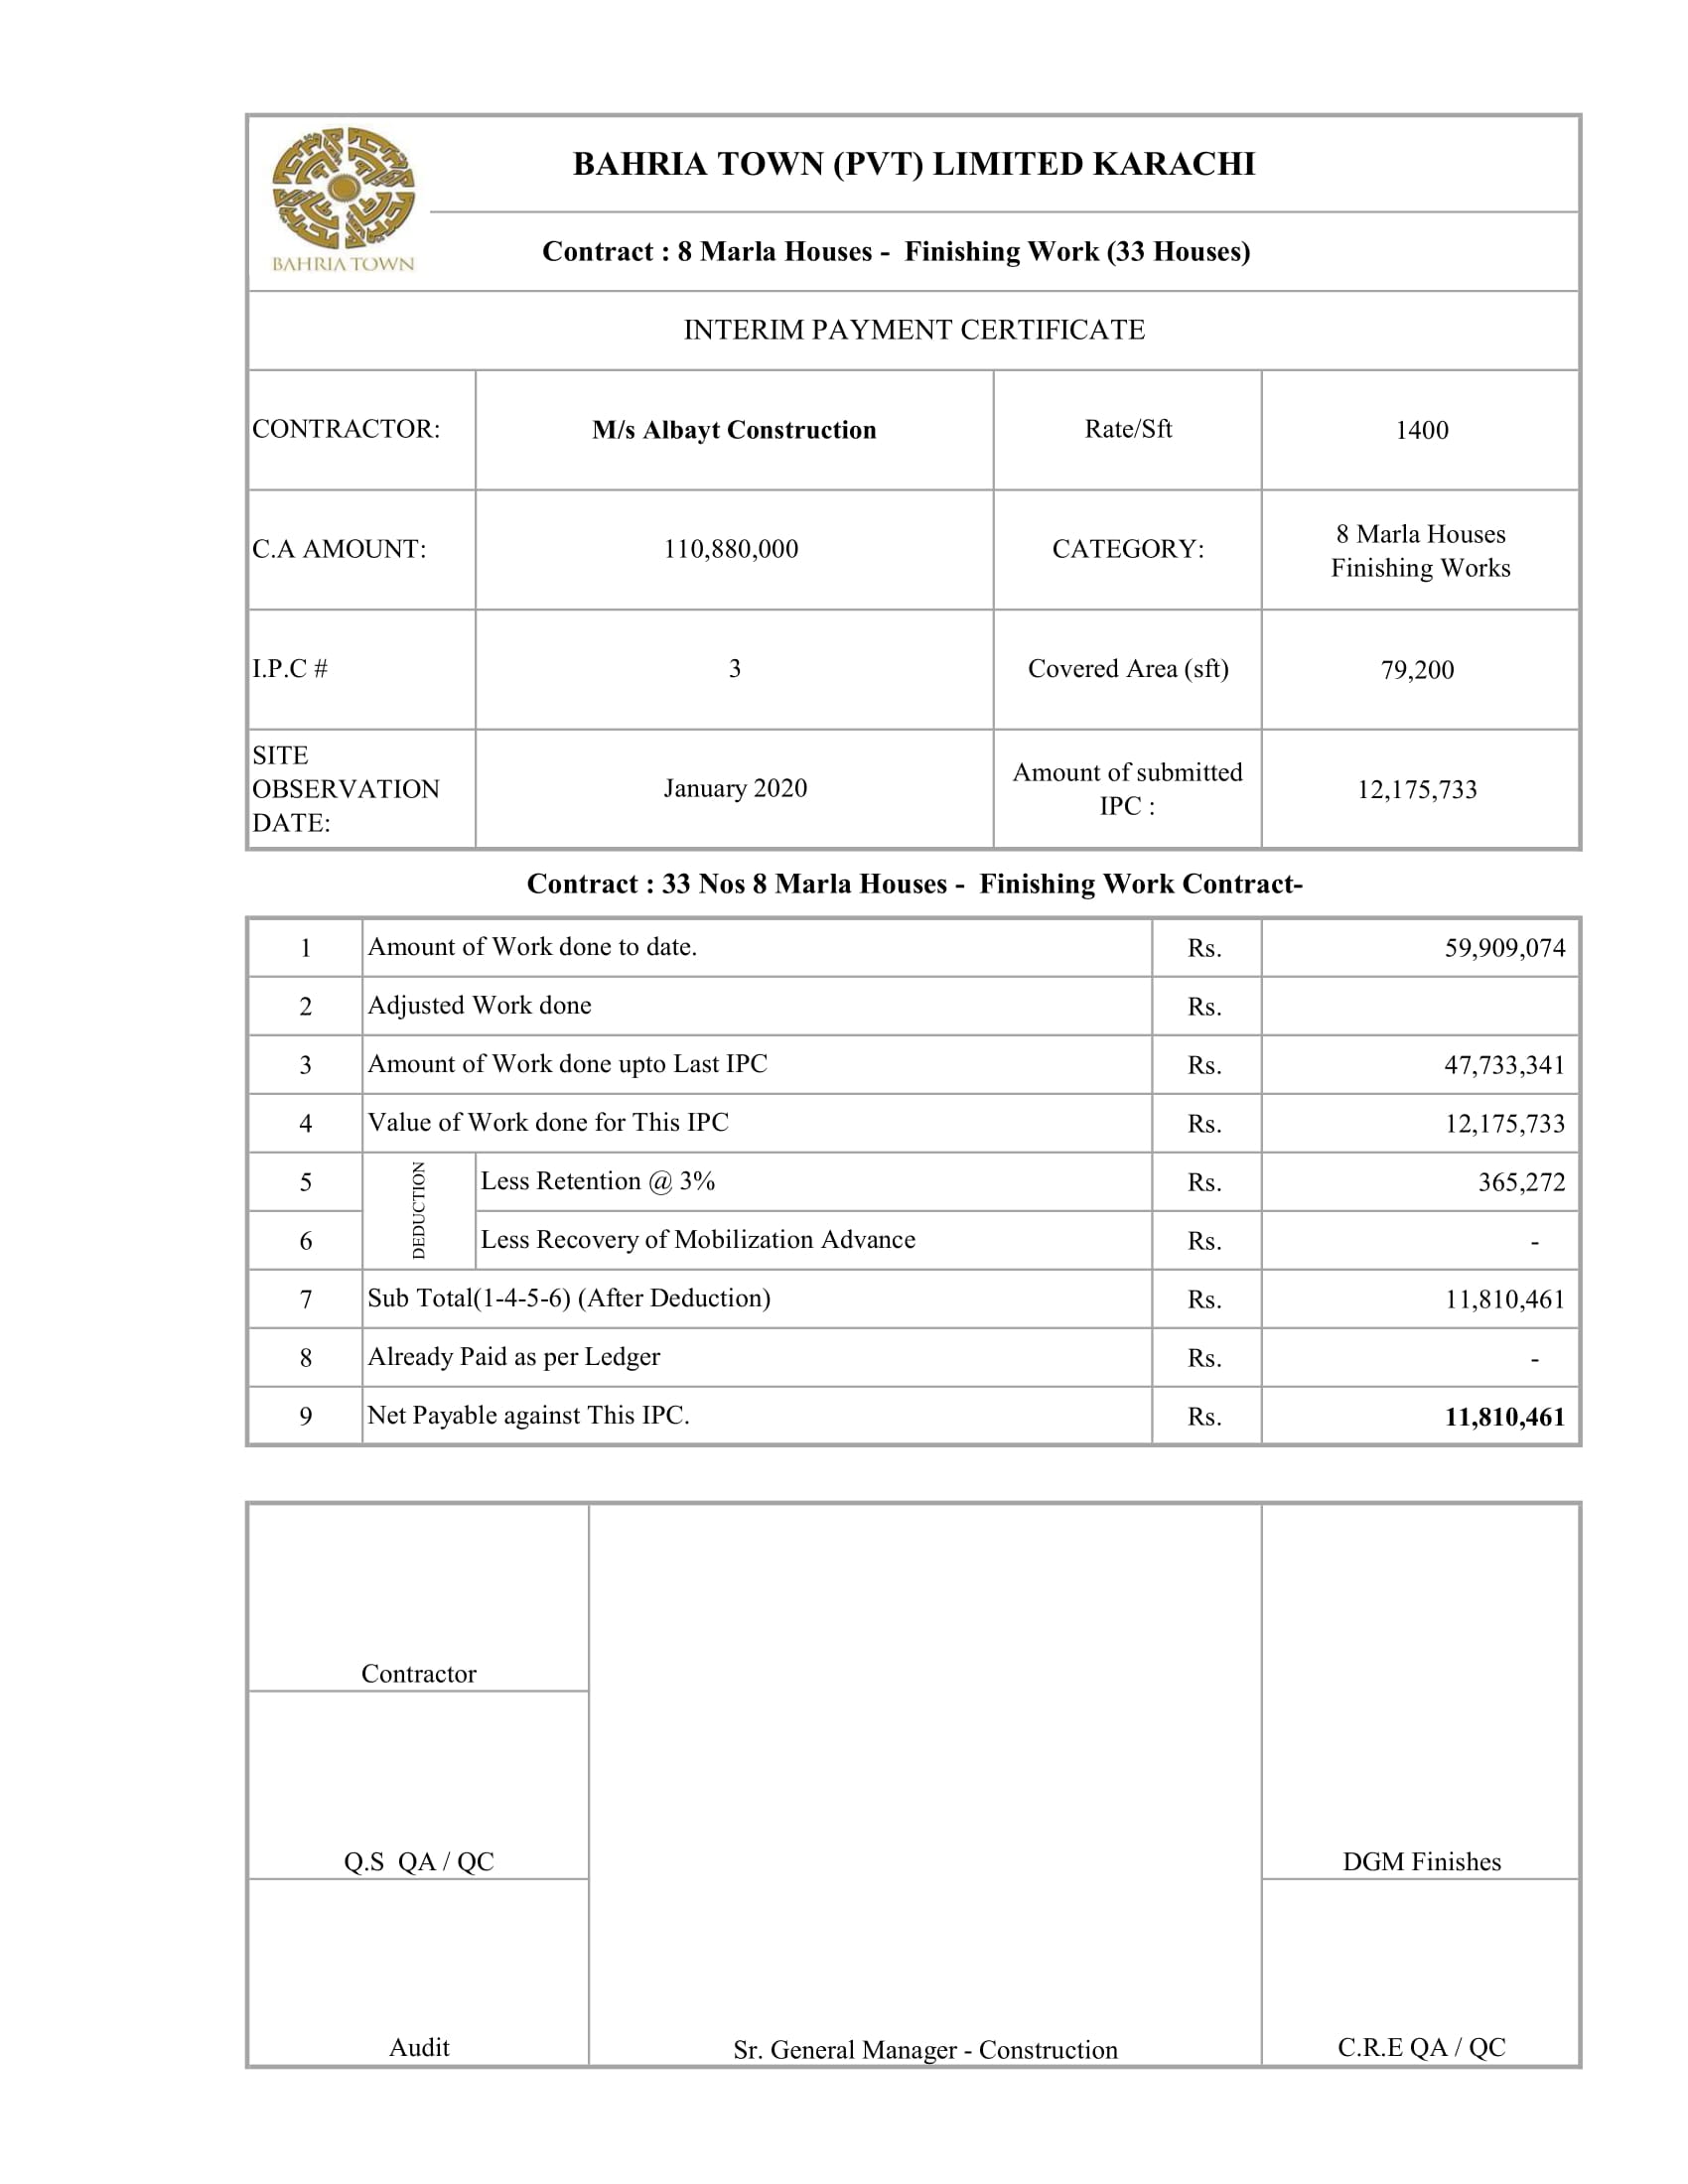 BAHRIA TOWN
BAHRIA TOWN (PVT) LIMITED KARACHI
Contract : 8 Marla Houses - Finishing Work (33 Houses)
INTERIM PAYMENT CERTIFICATE
CONTRACTOR: M/s Albayt Construction Rate/Sft 1400
C.A AMOUNT: 110,880,000 CATEGORY: 8 Marla Houses
Finishing Works
I.P.C # 3 Covered Area (sft) 79,200
SITE
OBSERVATION
DATE:
January 2020
Amount of submitted
IPC :
12,175,733
Contract : 33 Nos 8 Marla Houses - Finishing Work Contract-
1 Amount of Work done to date. Rs. 59,909,074
2 Adjusted Work done Rs.
3 Amount of Work done upto Last IPC Rs. 47,733,341
4 Value of Work done for This IPC Rs. 12,175,733
DEDUCTION
5 Less Retention @ 3% Rs. 365,272
6 Less Recovery of Mobilization Advance Rs. -
7 Sub Total(1-4-5-6) (After Deduction) Rs. 11,810,461
8 Already Paid as per Ledger Rs. -
9 Net Payable against This IPC. Rs. 11,810,461
Contractor
Q.S QA / QC
DGM Finishes
Audit
Sr. General Manager - Construction
C.R.E QA / QC